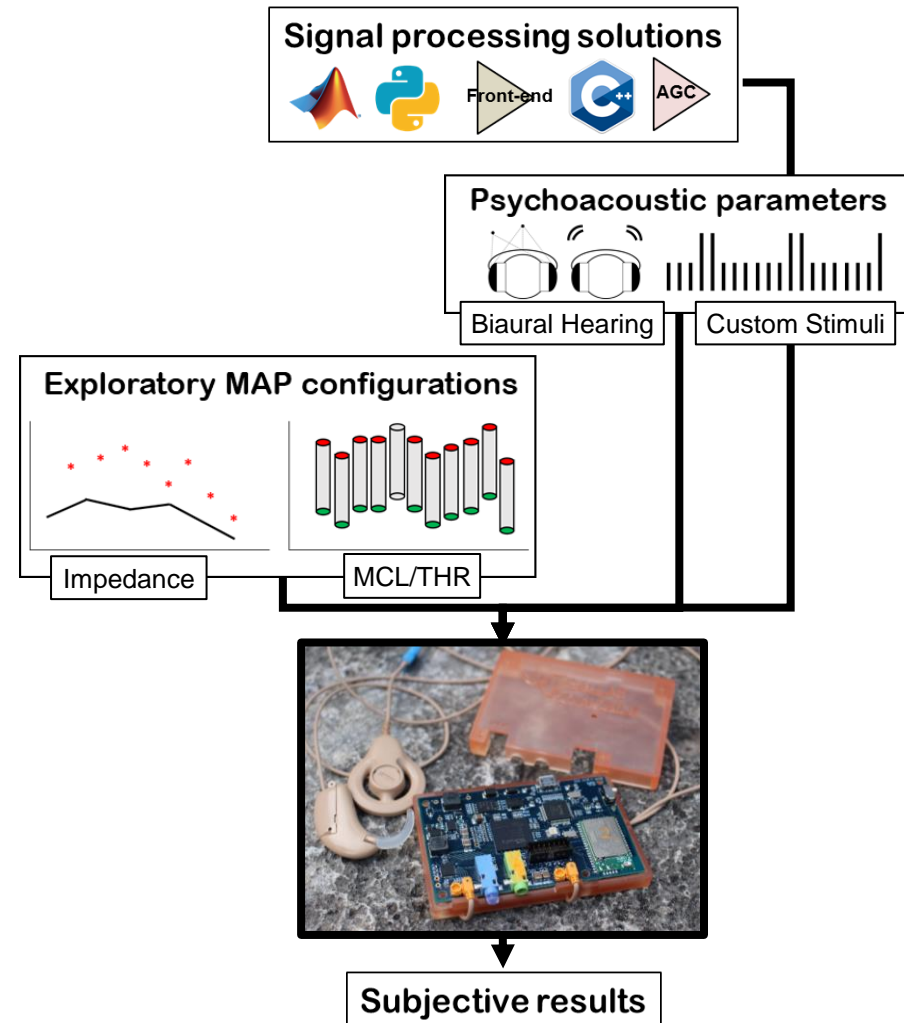 Signal processing solutions
Front-end
C++
AGC
Psychoacoustic parameters
Biaural Hearing
Custom Stimuli
Exploratory MAP configurations
Impedance
MCL/THR
Subjective results